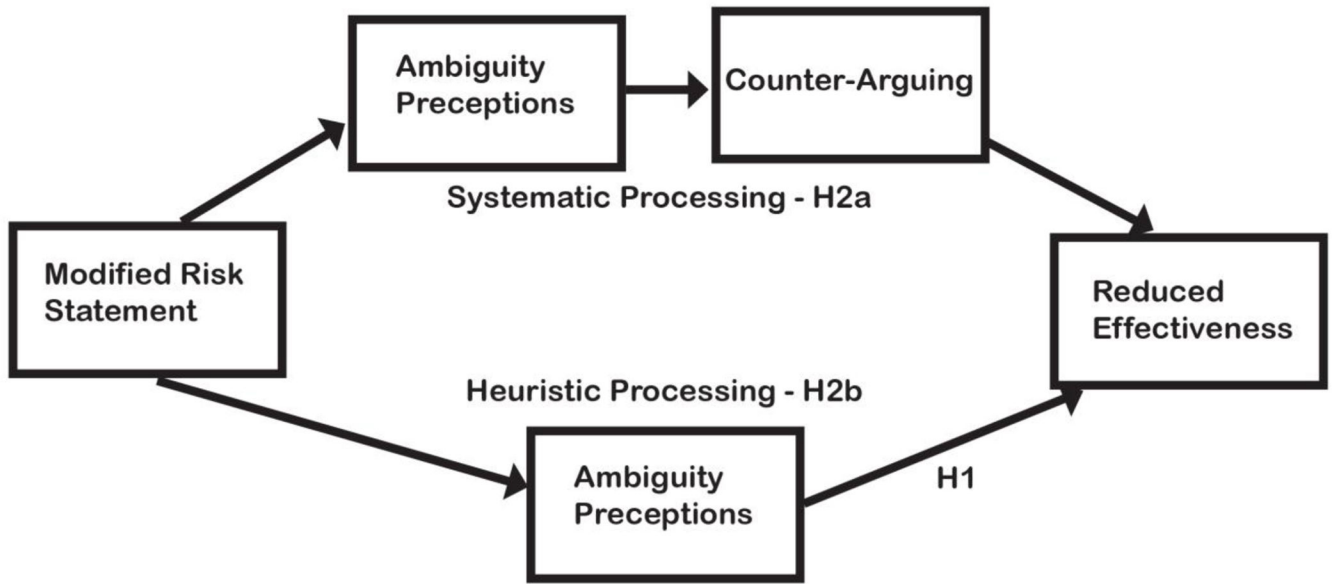 Ambiguity
Preceptions
Counter-Arguing
Systematic Processing - H2a
Modified Risk
Statement
Reduced
Effectiveness
Heuristic Processing - H2b
Ambiguity
Preceptions
H1